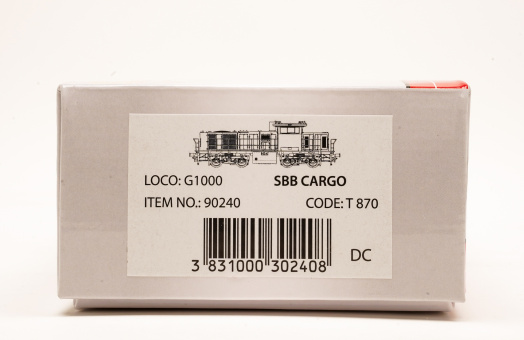 LOCO: G1000 SBB CARGO
ITEM NO.: 90240 CODE: T 870
3 831000 302408 DC